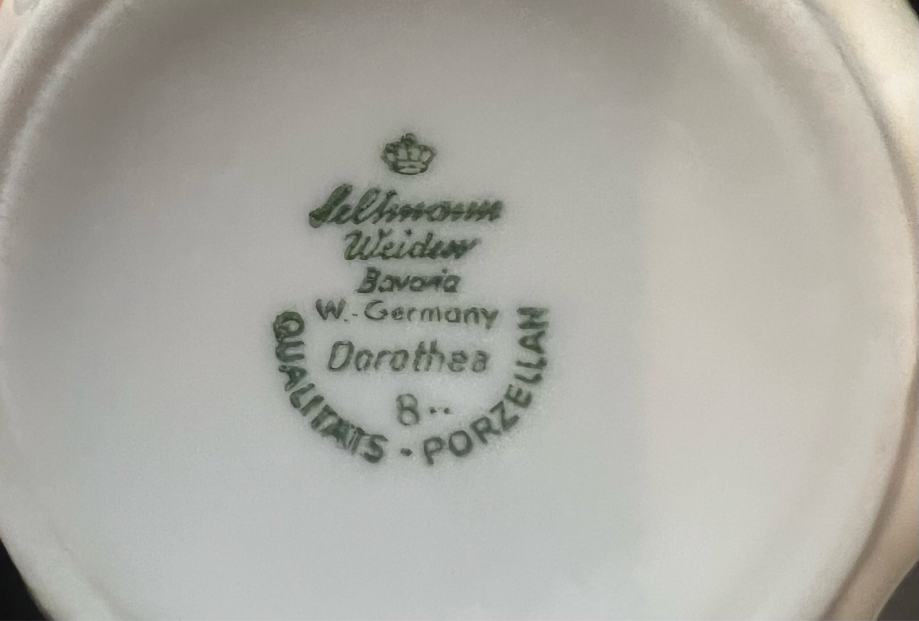 Seltmann
Weiden
Bavaria
W.-Germany
Dorothea
8··
QUALITÄTS - PORZELLAN